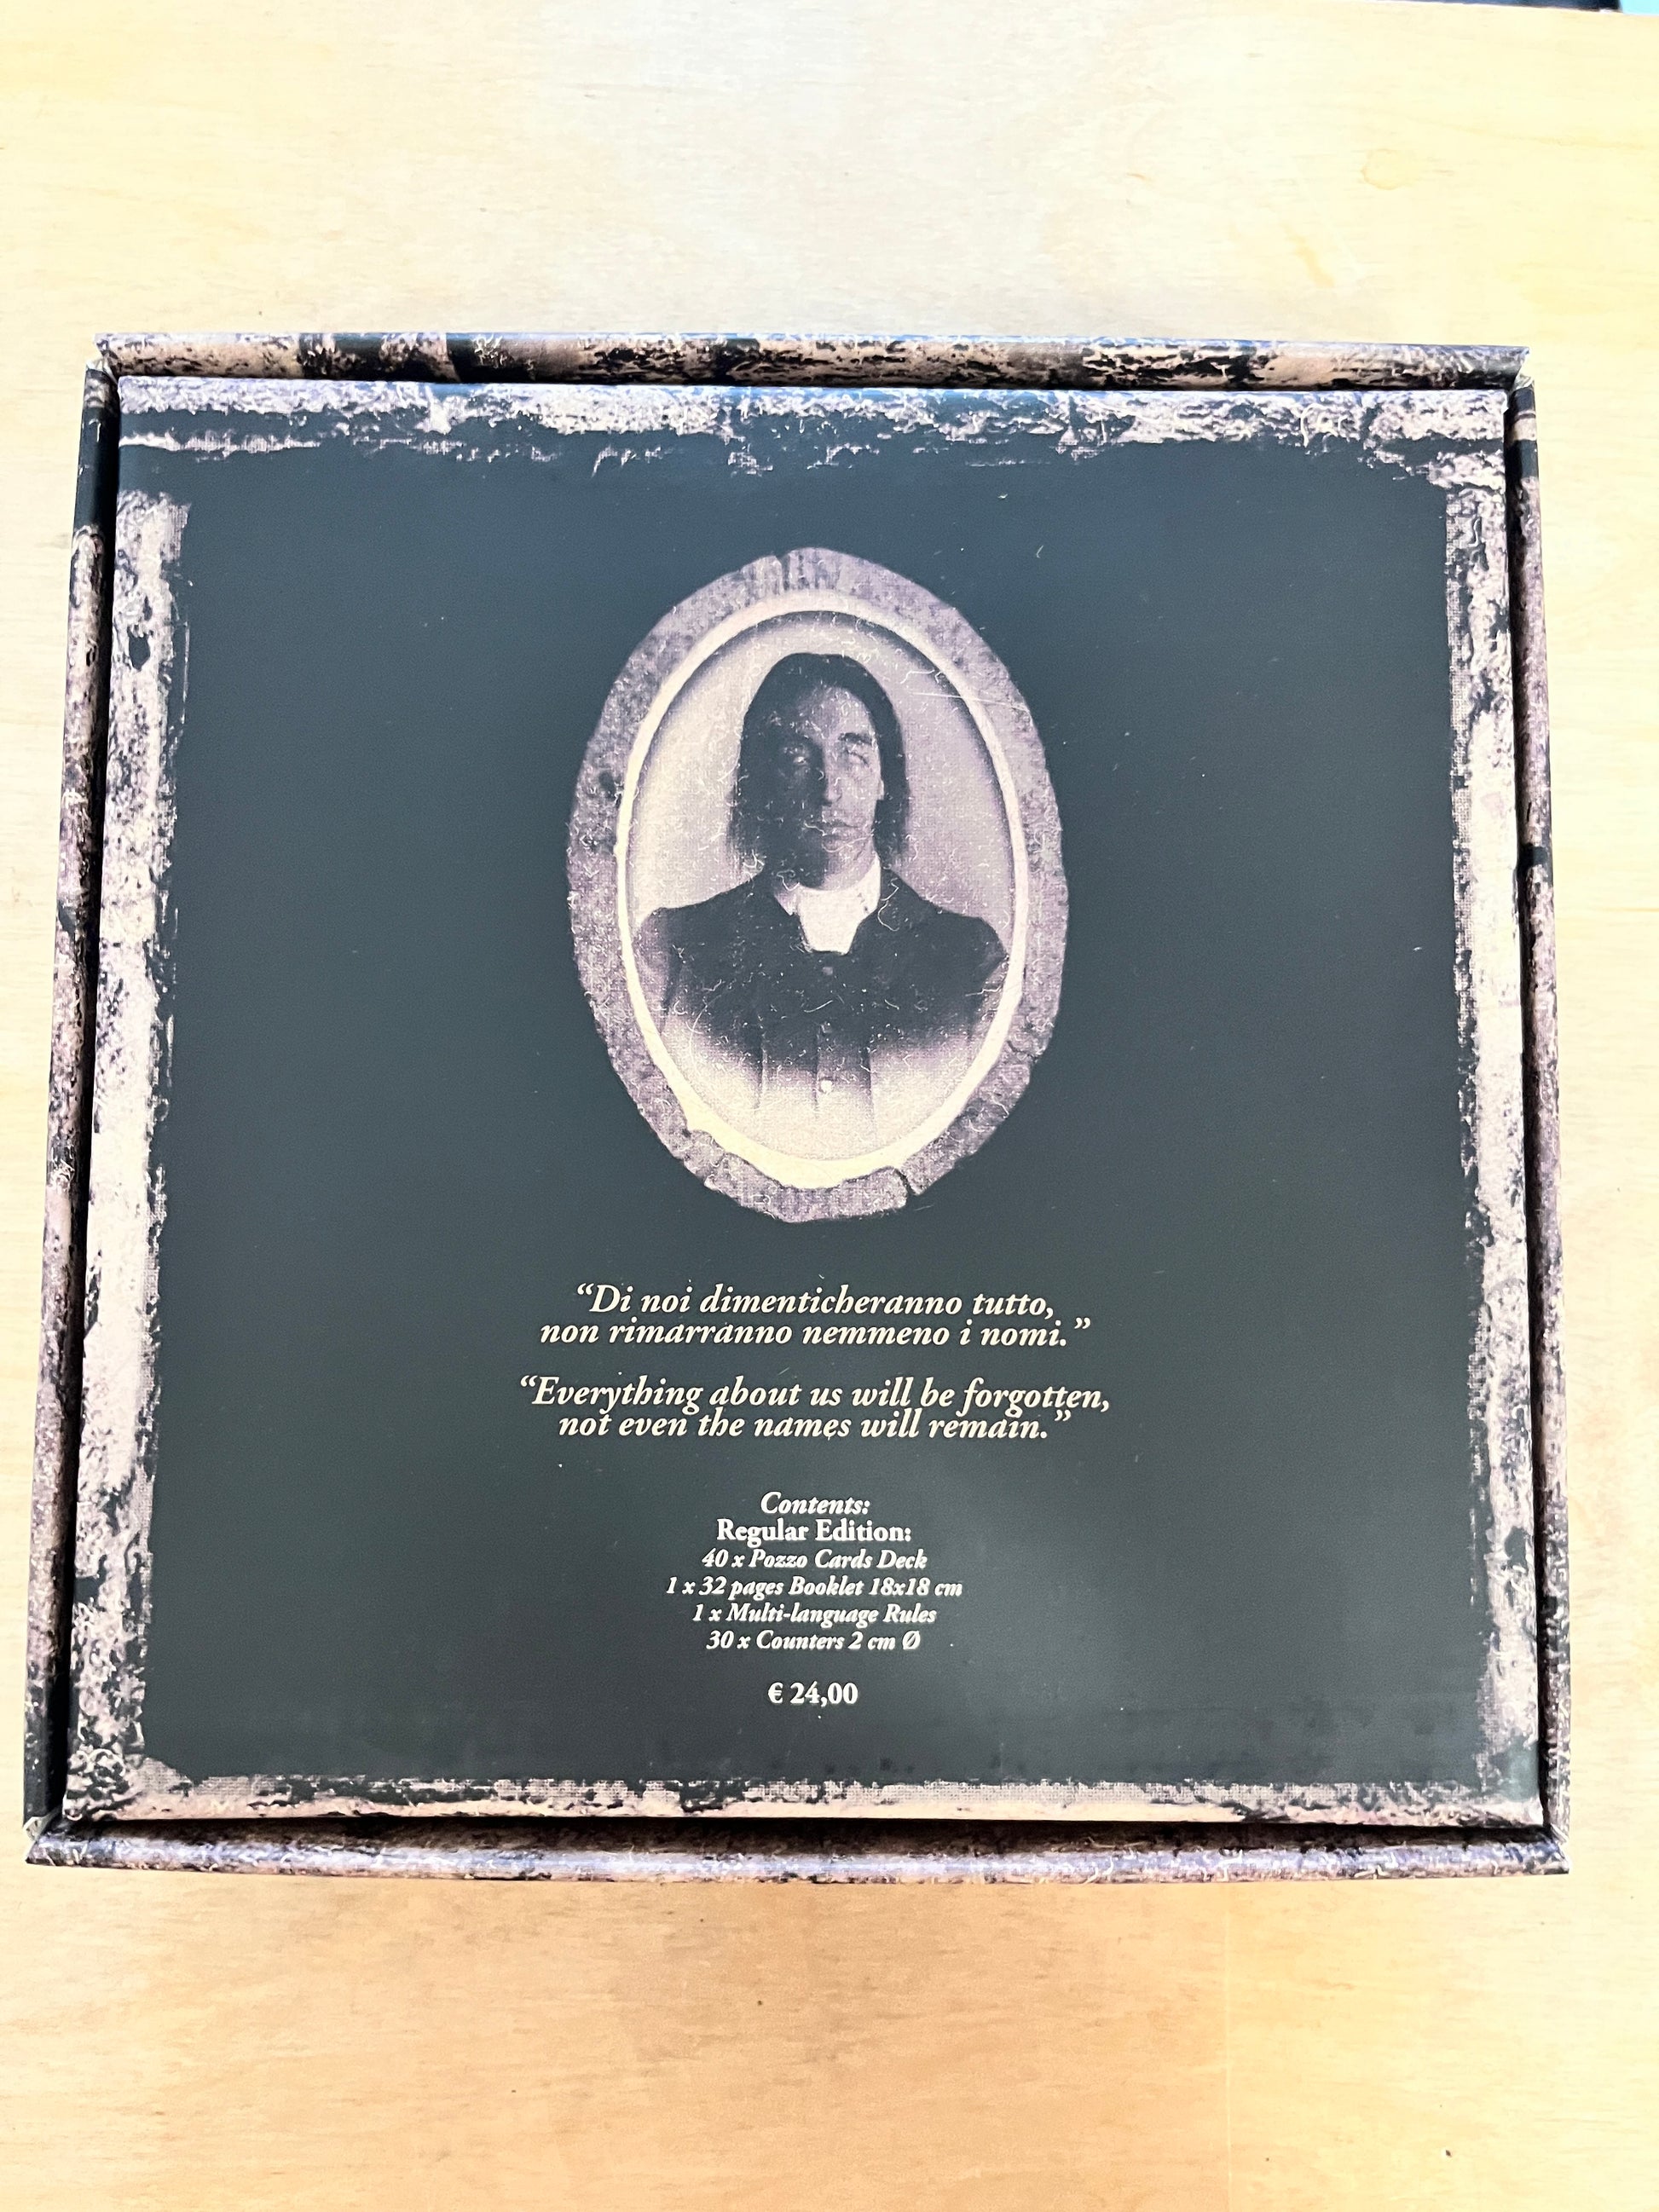 “Di noi dimenticheranno tutto,
non rimarranno nemmeno i nomi.”
“Everything about us will be forgotten,
not even the names will remain.”
Contents:
Regular Edition:
40 x Pozzo Cards Deck
1 x 32 pages Booklet 18x18 cm
1 x Multi-language Rules
30 x Counters 2 cm Ø
€ 24,00